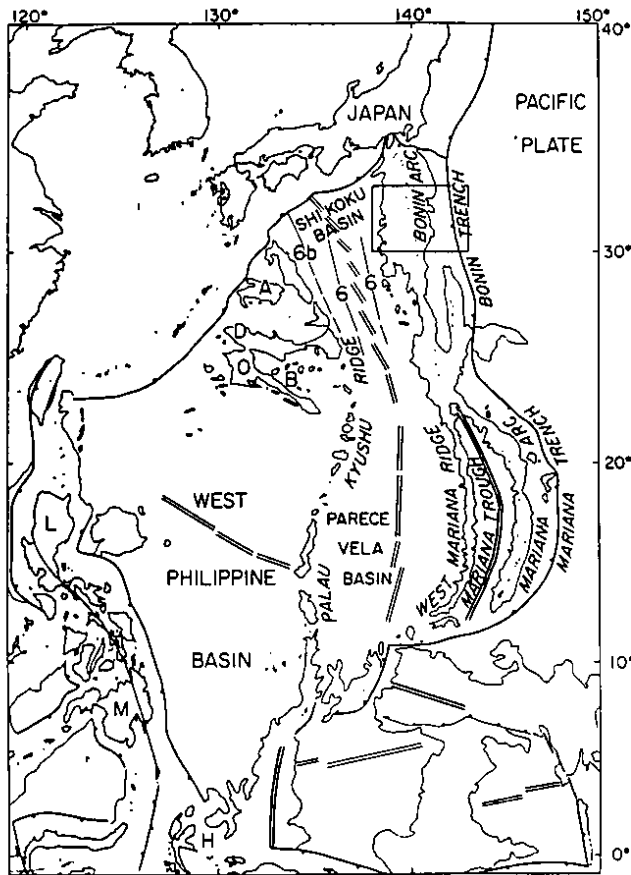 120° 130° 140° 150°
40°
PACIFIC
PLATE
JAPAN
SHIKOKU
BASIN
BONIN ARC
TRENCH
BONIN
30°
6b
6
6
A
D
O
B
RIDGE
KYUSHU
PALAU
WEST
PHILIPPINE
BASIN
PARECE
VELA
BASIN
20°
ARC
TRENCH
RIDGE
WEST MARIANA
MARIANA TROUGH
MARIANA
MARIANA
L
10°
M
H
0°